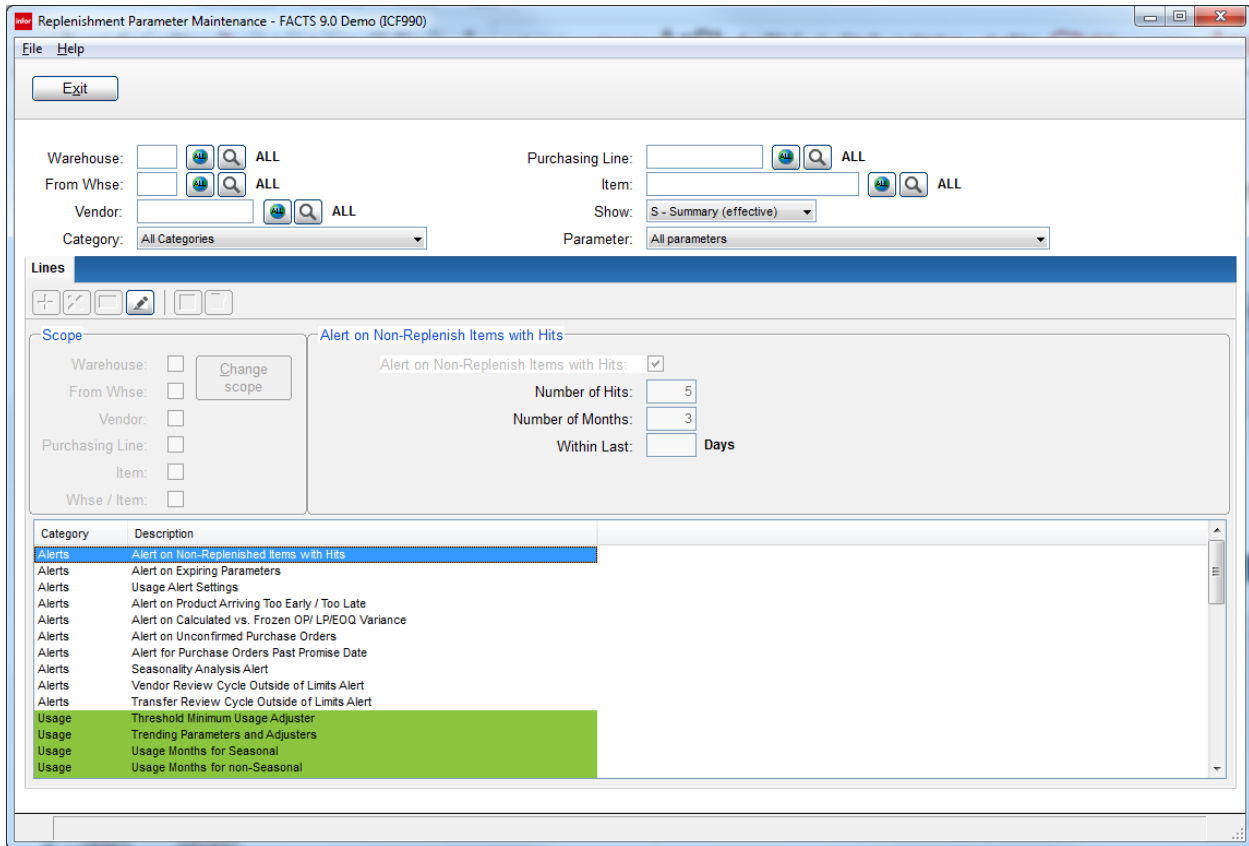 infor Replenishment Parameter Maintenance - FACTS 9.0 Demo (ICF990)
File Help
Exit
Warehouse: ALL ALL Purchasing Line: ALL ALL
From Whse: ALL ALL Item: ALL ALL
Vendor: ALL ALL Show: S - Summary (effective)
Category: All Categories Parameter: All parameters
Lines
Scope Alert on Non-Replenish Items with Hits
Warehouse: Change scope Alert on Non-Replenish Items with Hits:
From Whse: Number of Hits: 5
Vendor: Number of Months: 3
Purchasing Line: Within Last: Days
Item:
Whse / Item:
Category Description
Alerts Alert on Non-Replenished Items with Hits
Alerts Alert on Expiring Parameters
Alerts Usage Alert Settings
Alerts Alert on Product Arriving Too Early / Too Late
Alerts Alert on Calculated vs. Frozen OP/ LP/EOQ Variance
Alerts Alert on Unconfirmed Purchase Orders
Alerts Alert for Purchase Orders Past Promise Date
Alerts Seasonality Analysis Alert
Alerts Vendor Review Cycle Outside of Limits Alert
Alerts Transfer Review Cycle Outside of Limits Alert
Usage Threshold Minimum Usage Adjuster
Usage Trending Parameters and Adjusters
Usage Usage Months for Seasonal
Usage Usage Months for non-Seasonal